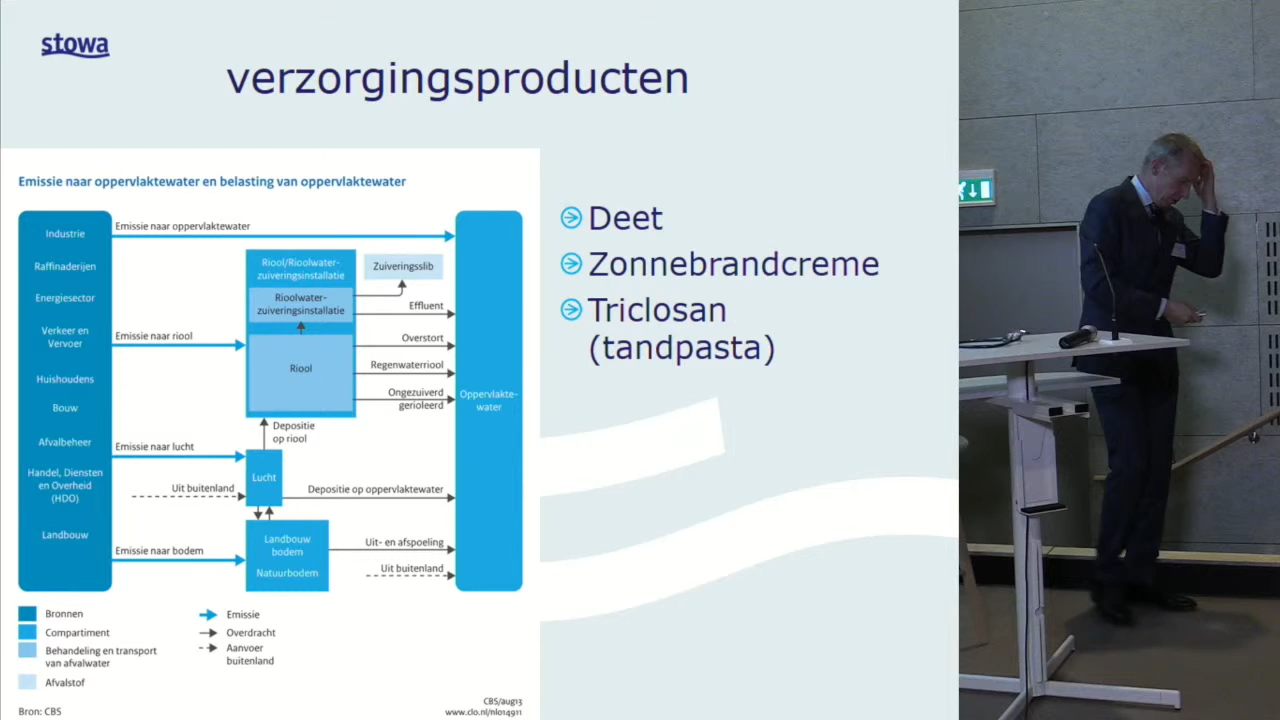 stowa
verzorgingsproducten
Emissie naar oppervlaktewater en belasting van oppervlaktewater
Industrie
Raffinaderijen
Energiesector
Verkeer en
Vervoer
Huishoudens
Bouw
Afvalbeheer
Handel, Diensten
en Overheid
(HDO)
Landbouw
Emissie naar oppervlaktewater
Emissie naar riool
Emissie naar lucht
Uit buitenland
Emissie naar bodem
Riool/Rioolwater-
zuiveringsinstallatie
Rioolwater-
zuiveringsinstallatie
Riool
Depositie
op riool
Lucht
Landbouw
bodem
Natuurbodem
Zuiveringsslib
Effluent
Overstort
Regenwaterriool
Ongezuiverd
gerioleerd
Depositie op oppervlaktewater
Uit- en afspoeling
Uit buitenland
Oppervlakte-
water
Bronnen
Compartiment
Behandeling en transport
van afvalwater
Afvalstof
Emissie
Overdracht
Aanvoer
buitenland
Bron: CBS
CBS/aug13
www.clo.nl/nl014911
Deet
Zonnebrandcreme
Triclosan
(tandpasta)